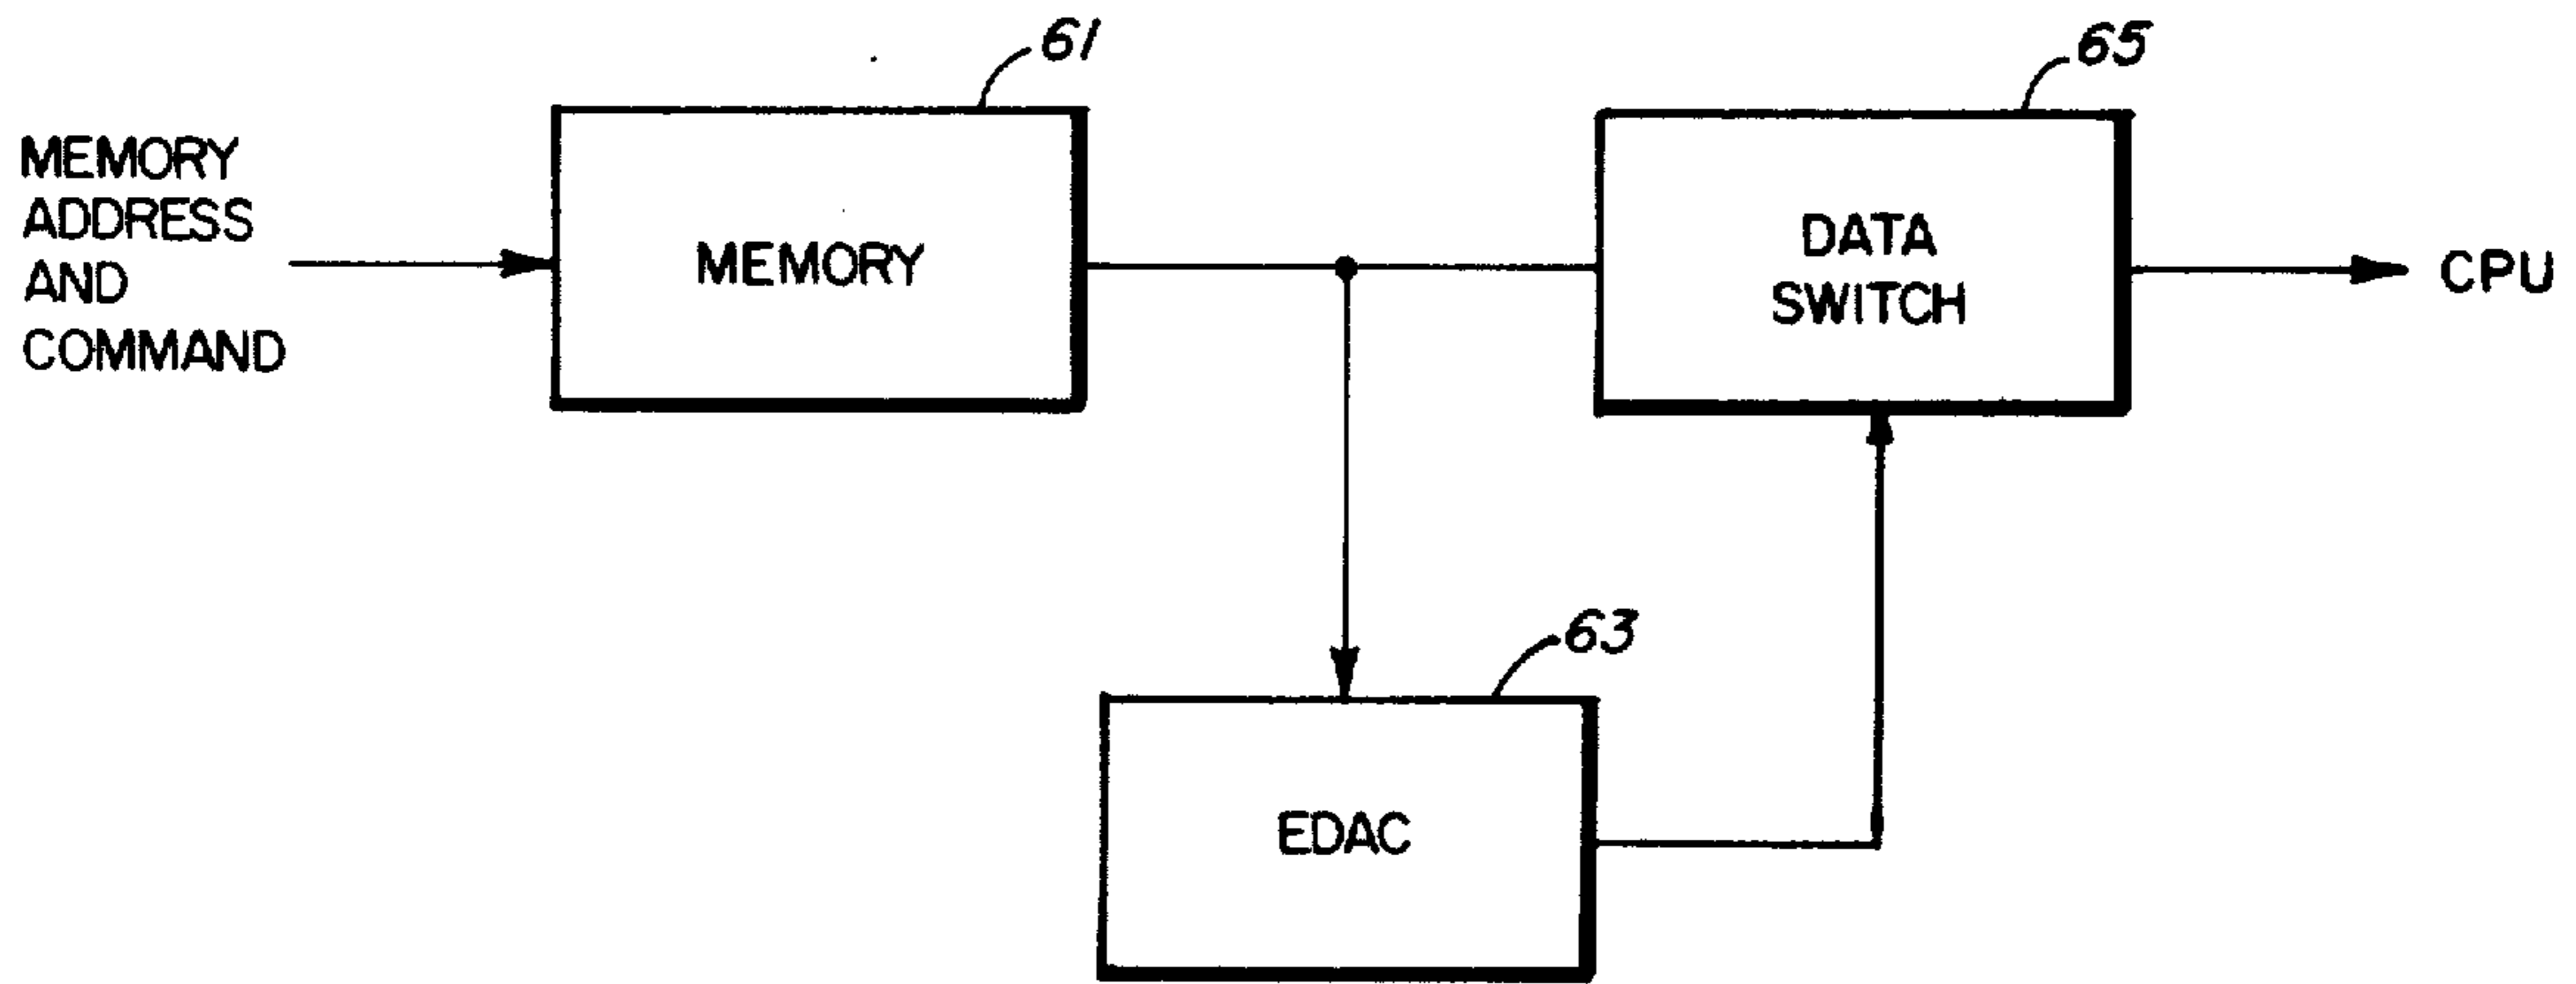 61
65
MEMORY
ADDRESS
AND
COMMAND
MEMORY
DATA
SWITCH
CPU
63
EDAC